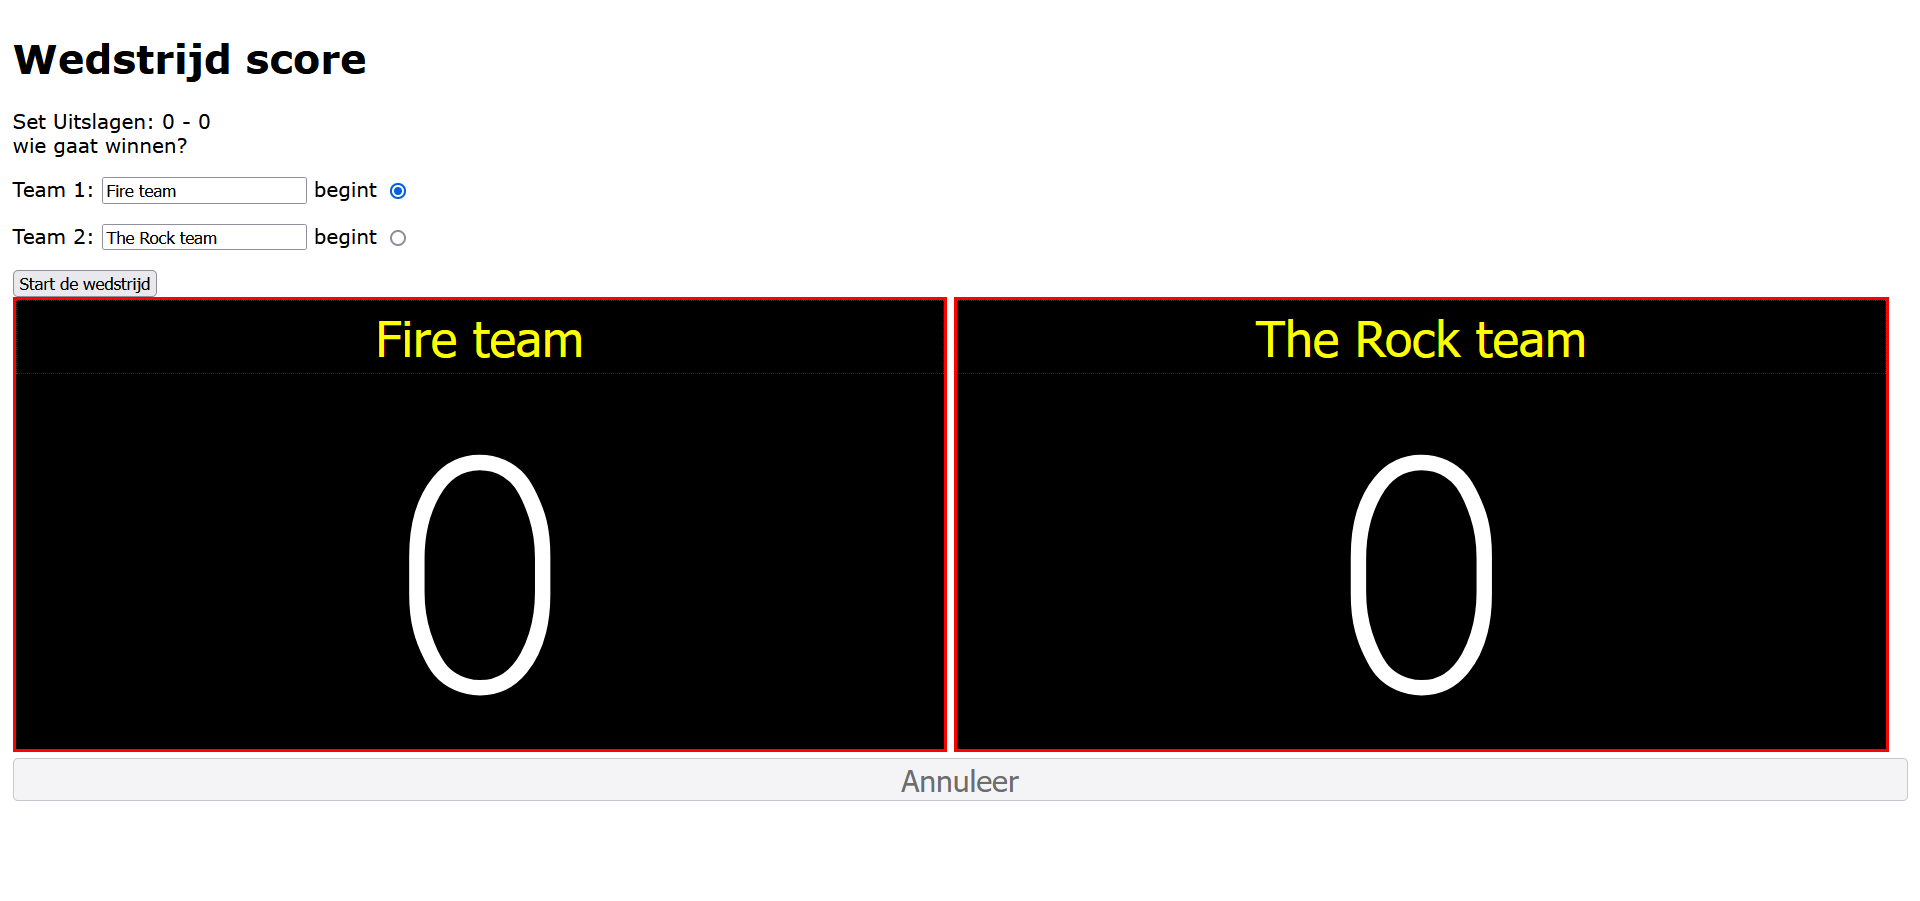 Wedstrijd score
Set Uitslagen: 0 - 0
wie gaat winnen?
Team 1: Fire team begint
Team 2: The Rock team begint
Start de wedstrijd
Fire team
The Rock team
0
0
Annuleer